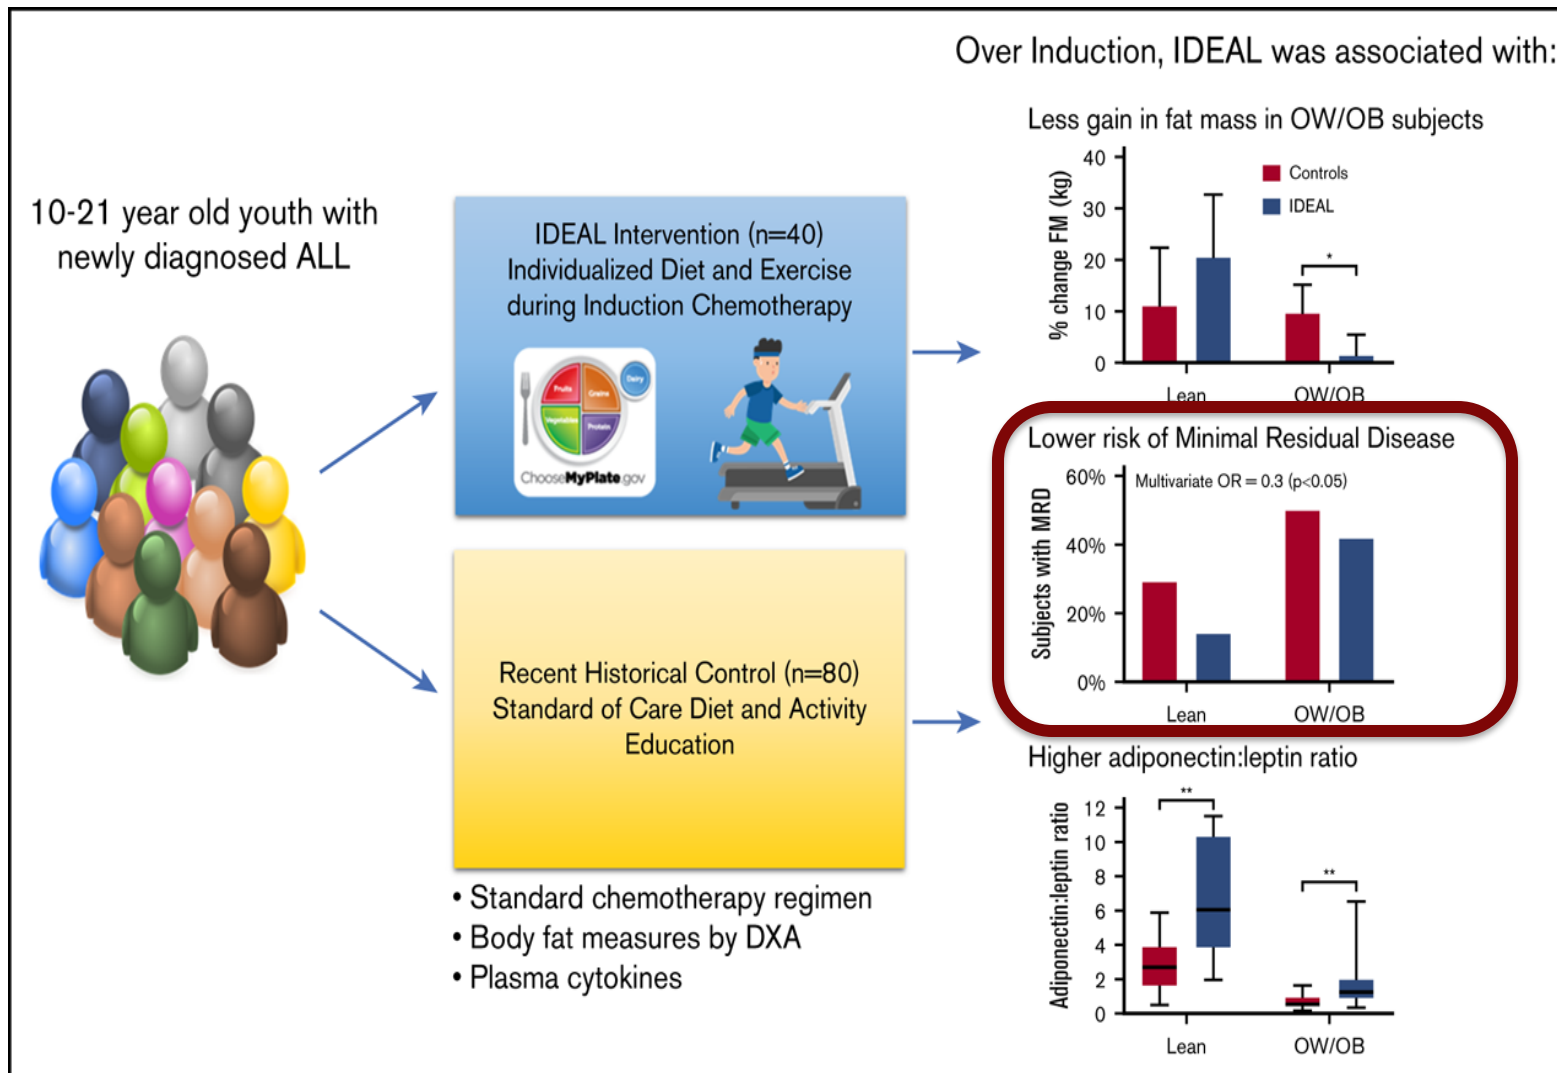 Over Induction, IDEAL was associated with:
10-21 year old youth with
newly diagnosed ALL
IDEAL Intervention (n=40)
Individualized Diet and Exercise
during Induction Chemotherapy
Fruits
Grains
Dairy
Vegetables
Protein
ChooseMyPlate.gov
Recent Historical Control (n=80)
Standard of Care Diet and Activity
Education
• Standard chemotherapy regimen
• Body fat measures by DXA
• Plasma cytokines
Less gain in fat mass in OW/OB subjects
% change FM (kg)
40
30
20
10
0
Controls
IDEAL
*
Lean
OW/OB
Lower risk of Minimal Residual Disease
Subjects with MRD
60%
40%
20%
0%
Multivariate OR = 0.3 (p<0.05)
Lean
OW/OB
Higher adiponectin:leptin ratio
Adiponectin:leptin ratio
12
10
8
6
4
2
0
**
**
Lean
OW/OB